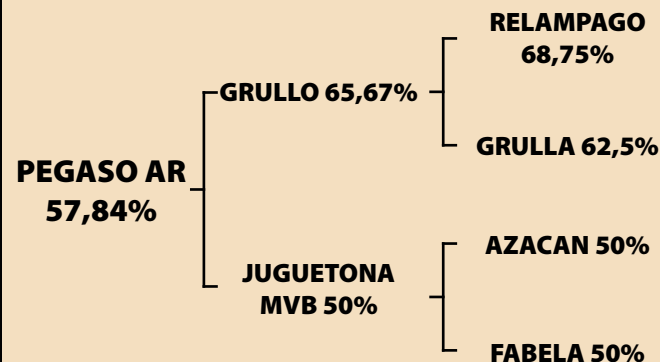 RELAMPAGO
68,75%
GRULLO 65,67%
GRULLA 62,5%
PEGASO AR
57,84%
AZACAN 50%
JUGUETONA
MVB 50%
FABELA 50%